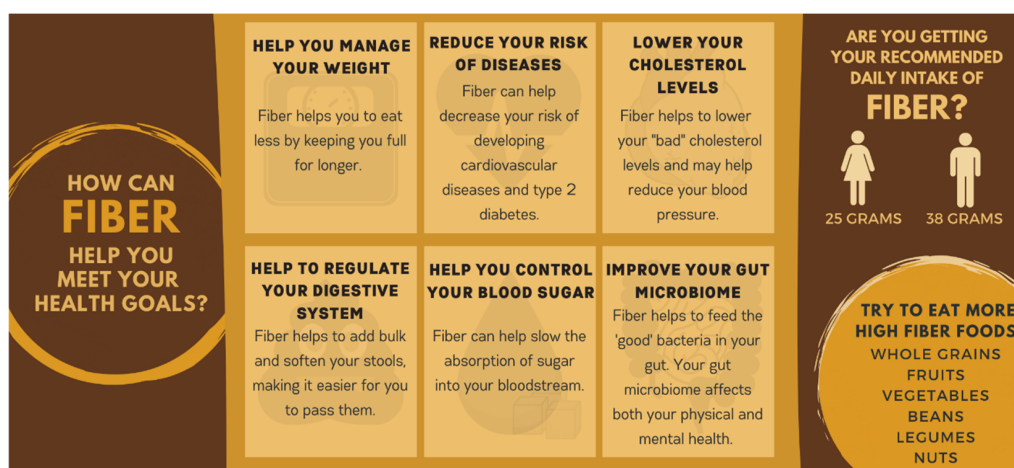 HOW CAN
FIBER
HELP YOU
MEET YOUR
HEALTH GOALS?
HELP YOU MANAGE
YOUR WEIGHT
Fiber helps you to eat
less by keeping you full
for longer.
REDUCE YOUR RISK
OF DISEASES
Fiber can help
decrease your risk of
developing
cardiovascular
diseases and type 2
diabetes.
LOWER YOUR
CHOLESTEROL
LEVELS
Fiber helps to lower
your "bad" cholesterol
levels and may help
reduce your blood
pressure.
HELP TO REGULATE
YOUR DIGESTIVE
SYSTEM
Fiber helps to add bulk
and soften your stools,
making it easier for you
to pass them.
HELP YOU CONTROL
YOUR BLOOD SUGAR
Fiber can help slow the
absorption of sugar
into your bloodstream.
IMPROVE YOUR GUT
MICROBIOME
Fiber helps to feed the
'good' bacteria in your
gut. Your gut
microbiome affects
both your physical and
mental health.
ARE YOU GETTING
YOUR RECOMMENDED
DAILY INTAKE OF
FIBER?
25 GRAMS
38 GRAMS
TRY TO EAT MORE
HIGH FIBER FOODS
WHOLE GRAINS
FRUITS
VEGETABLES
BEANS
LEGUMES
NUTS